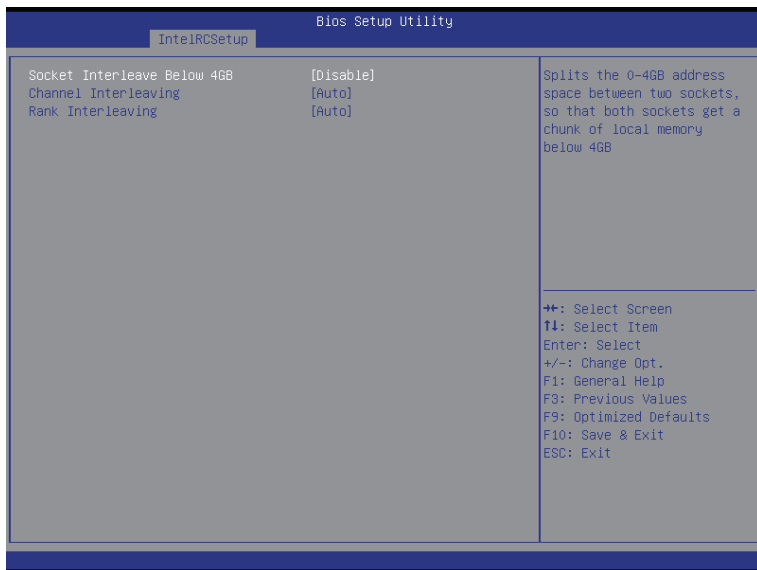 Bios Setup Utility
IntelRCSetup
Socket Interleave Below 4GB [Disable]
Channel Interleaving [Auto]
Rank Interleaving [Auto]
Splits the 0-4GB address
space between two sockets,
so that both sockets get a
chunk of local memory
below 4GB
→←: Select Screen
↑↓: Select Item
Enter: Select
+/-: Change Opt.
F1: General Help
F3: Previous Values
F9: Optimized Defaults
F10: Save & Exit
ESC: Exit